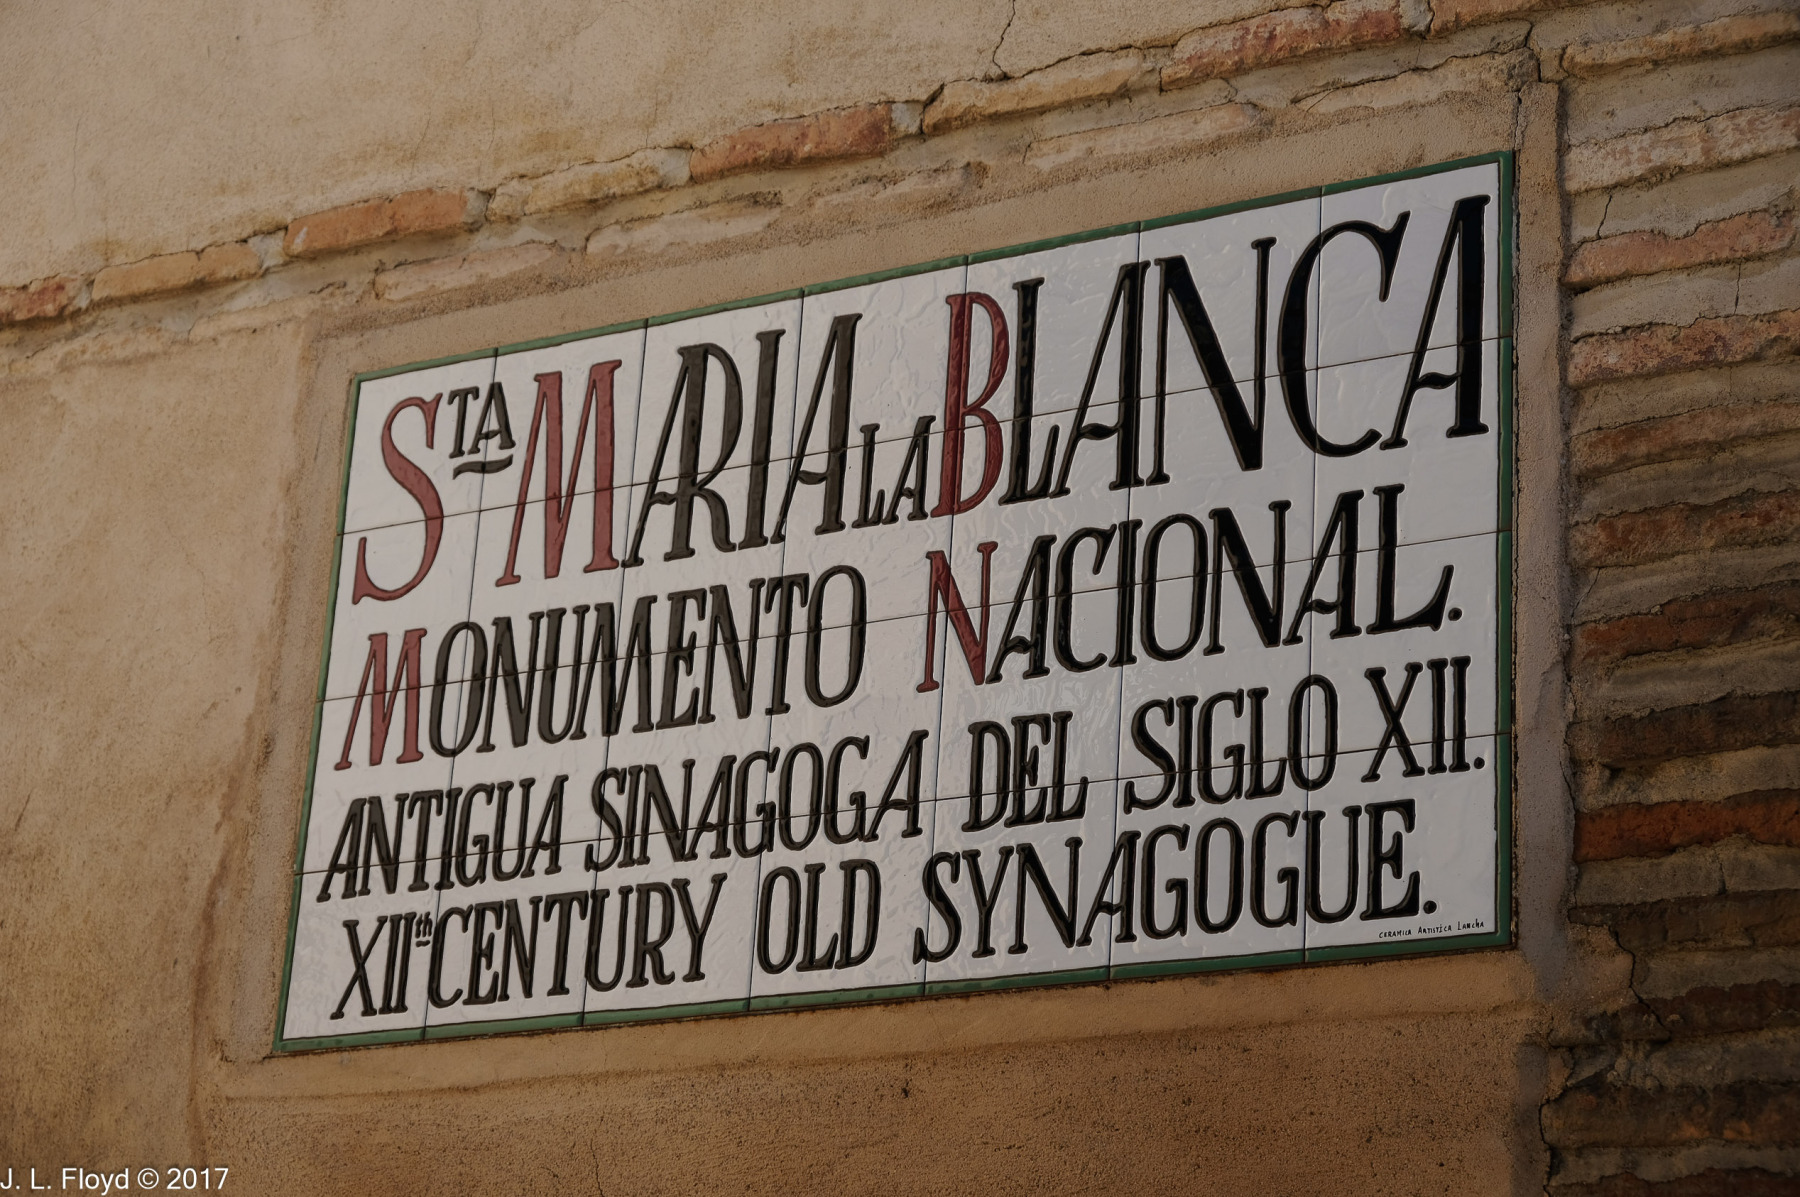 STA MARIA LA BLANCA
MONUMENTO NACIONAL.
ANTIGUA SINAGOGA DEL SIGLO XII.
XIIth CENTURY OLD SYNAGOGUE.
CERAMICA ARTISTICA LANCHA
J. L. Floyd © 2017